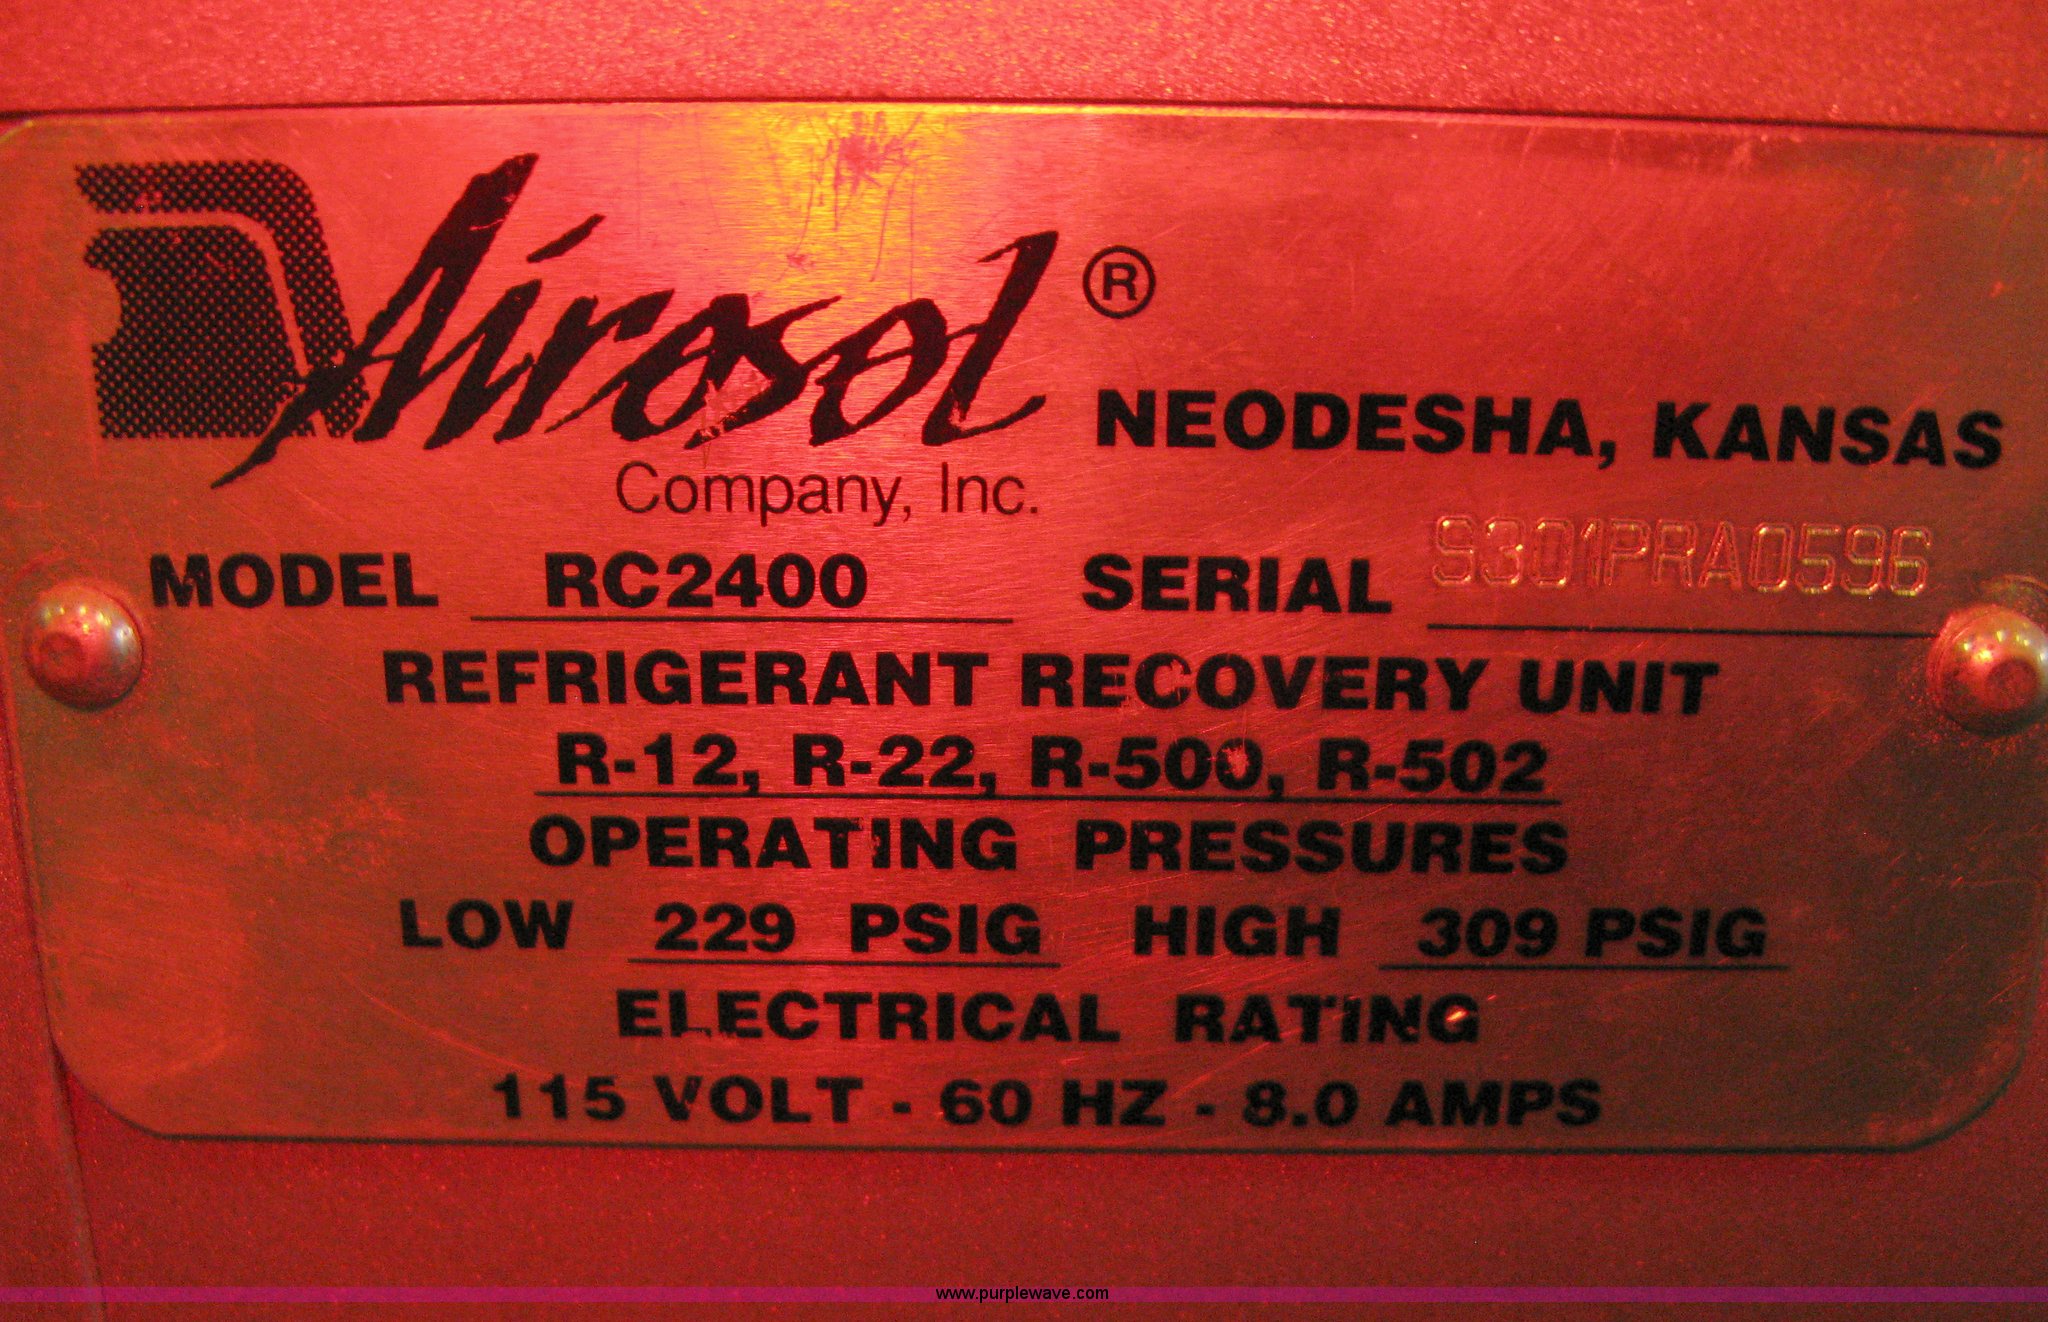 Airosol®
Company, Inc.
NEODESHA, KANSAS
MODEL RC2400 SERIAL S301PRA0596
REFRIGERANT RECOVERY UNIT
R-12, R-22, R-500, R-502
OPERATING PRESSURES
LOW 229 PSIG HIGH 309 PSIG
ELECTRICAL RATING
115 VOLT - 60 HZ - 8.0 AMPS
www.purplewave.com